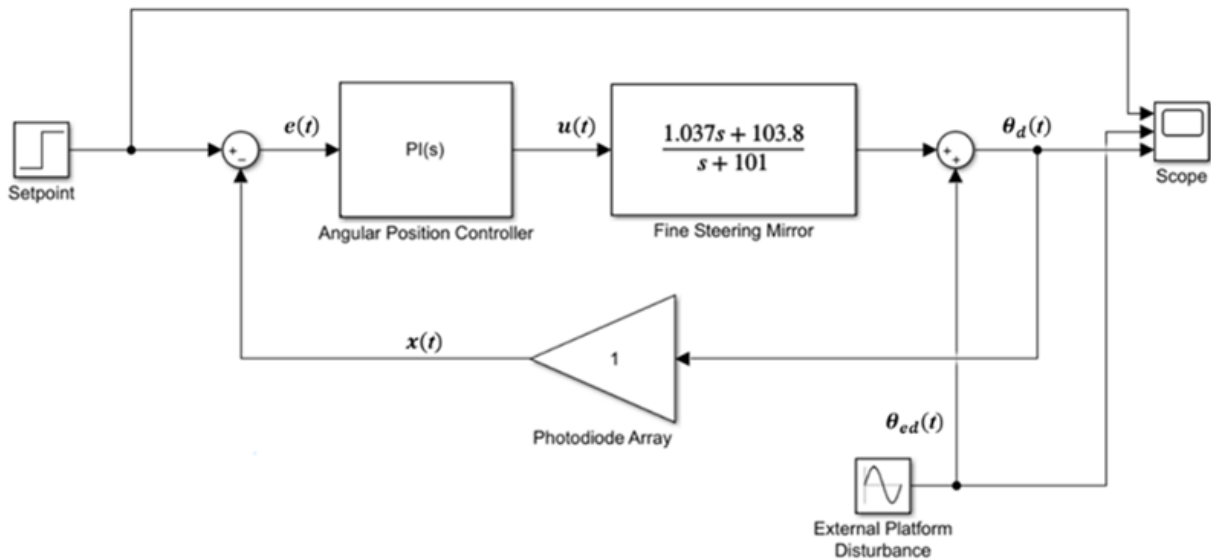 Setpoint
+
−
e(t)
PI(s)
Angular Position Controller
u(t)
1.037s + 103.8
s + 101
Fine Steering Mirror
+
+
θd(t)
Scope
x(t)
1
Photodiode Array
θed(t)
External Platform
Disturbance